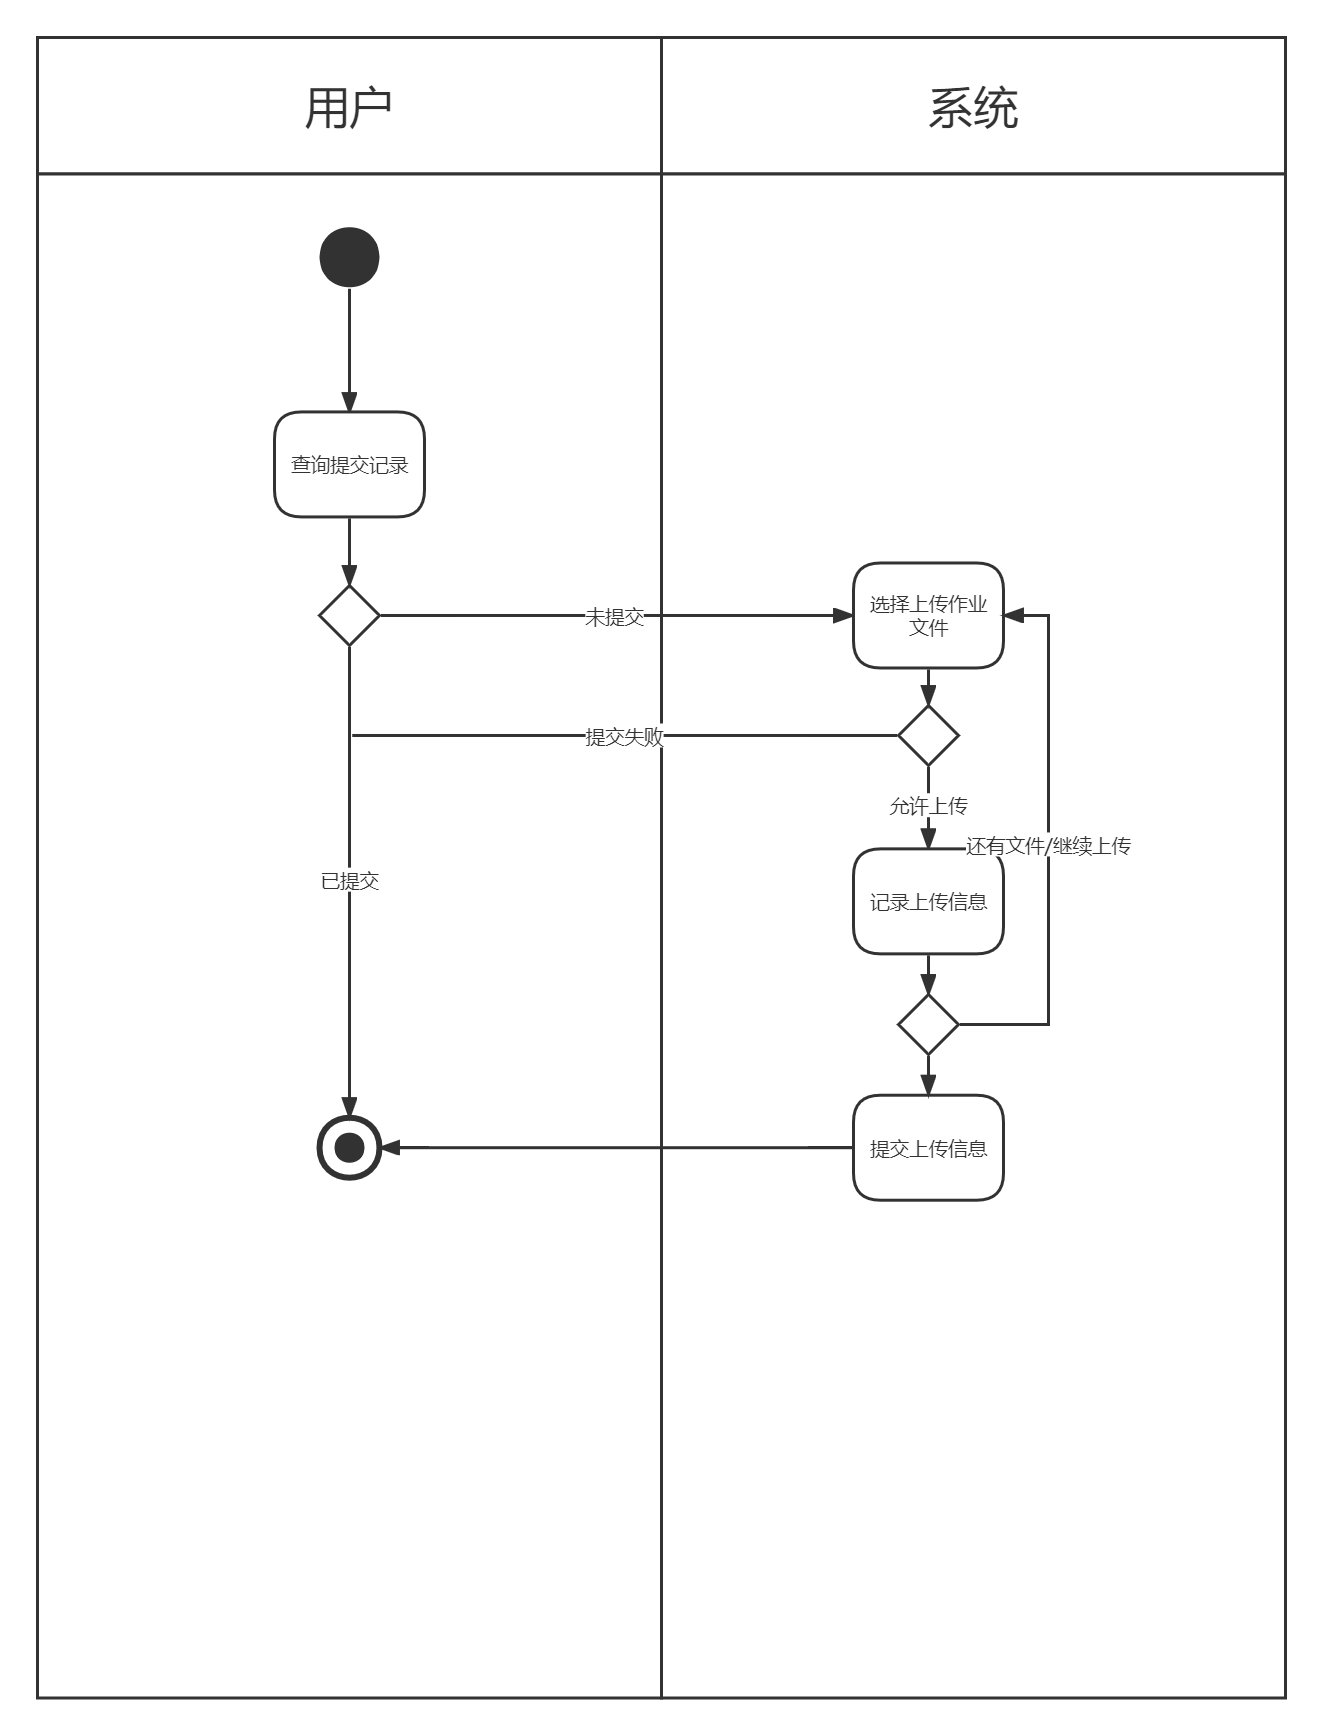 用户
系统
查询提交记录
选择上传作业
文件
未提交
提交失败
允许上传
还有文件/继续上传
已提交
记录上传信息
提交上传信息